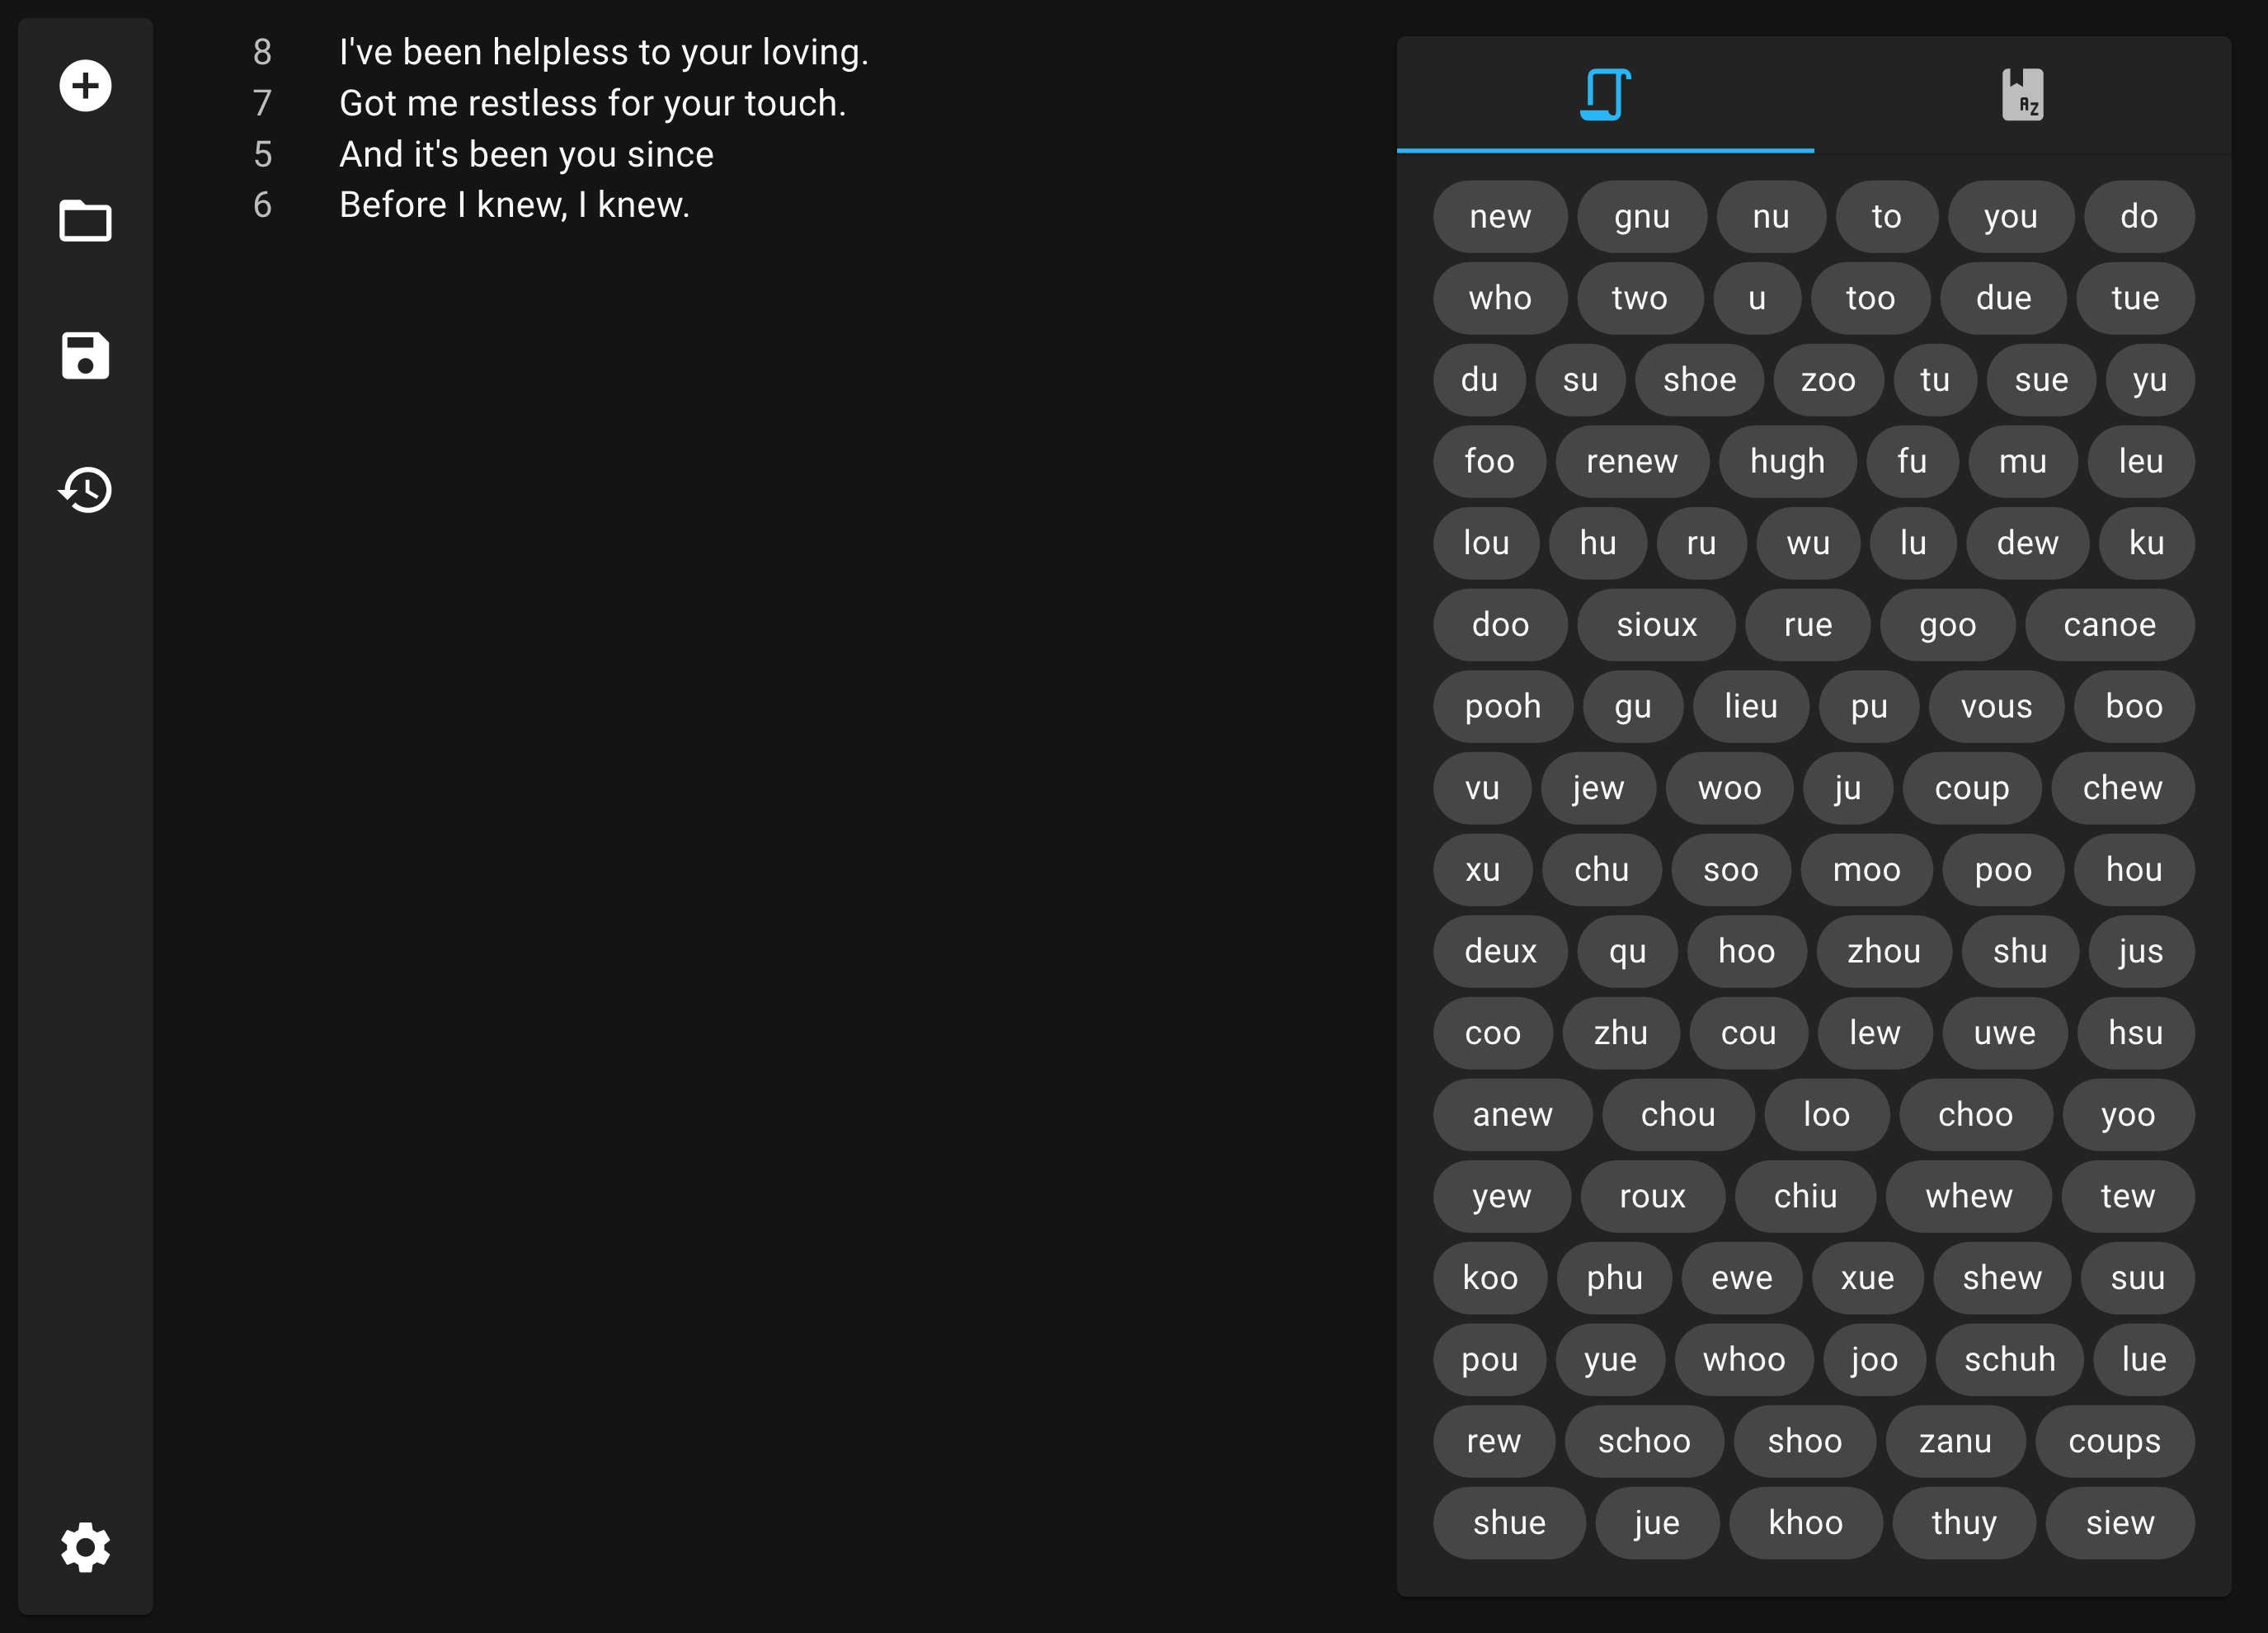 8 I've been helpless to your loving.
7 Got me restless for your touch.
5 And it's been you since
6 Before I knew, I knew.
AZ
new gnu nu to you do
who two u too due tue
du su shoe zoo tu sue yu
foo renew hugh fu mu leu
lou hu ru wu lu dew ku
doo sioux rue goo canoe
pooh gu lieu pu vous boo
vu jew woo ju coup chew
xu chu soo moo poo hou
deux qu hoo zhou shu jus
coo zhu cou lew uwe hsu
anew chou loo choo yoo
yew roux chiu whew tew
koo phu ewe xue shew suu
pou yue whoo joo schuh lue
rew schoo shoo zanu coups
shue jue khoo thuy siew